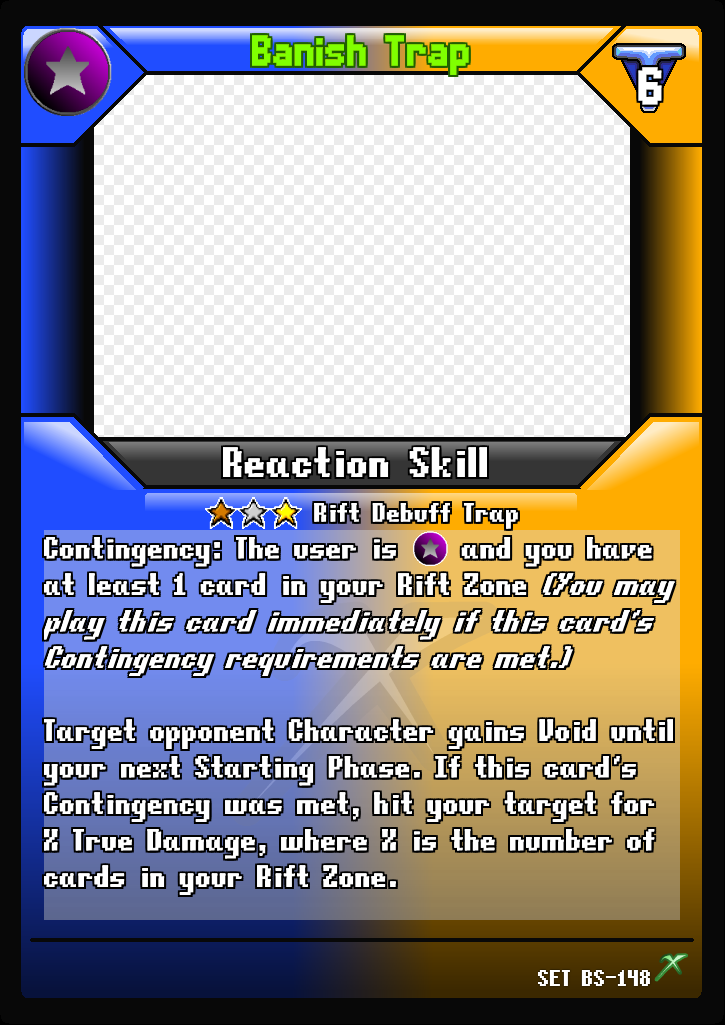 Banish Trap
6
Reaction Skill
Rift Debuff Trap
Contingency: The user is and you have
at least 1 card in your Rift Zone (You may
play this card immediately if this card's
Contingency requirements are met.)
Target opponent Character gains Void until
your next Starting Phase. If this card's
Contingency was met, hit your target for
X True Damage, where X is the number of
cards in your Rift Zone.
SET BS-148